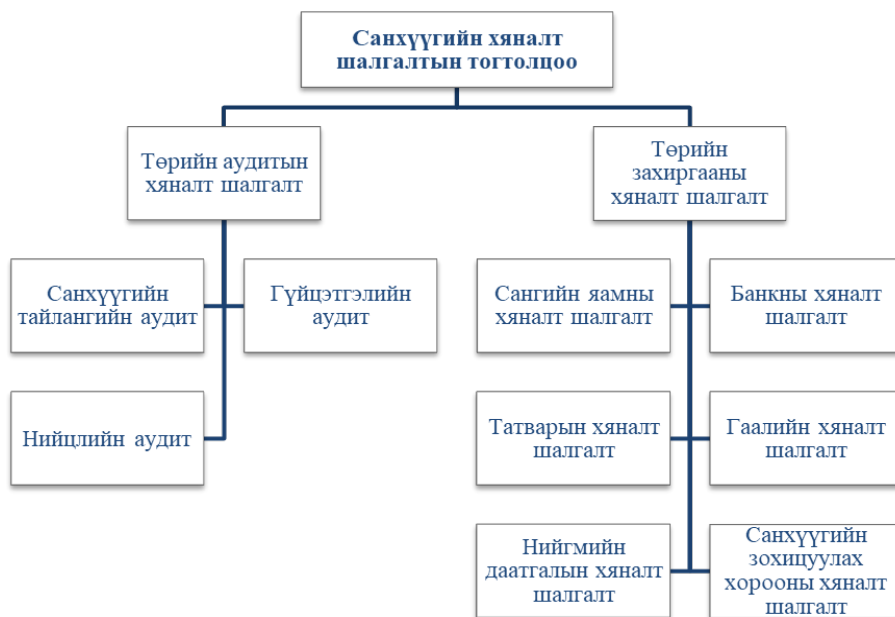 Санхүүгийн хяналт
шалгалтын тогтолцоо
Төрийн аудитын
хяналт шалгалт
Төрийн
захиргааны
хяналт шалгалт
Санхүүгийн
тайлангийн аудит
Гүйцэтгэлийн
аудит
Сангийн яамны
хяналт шалгалт
Банкны хяналт
шалгалт
Нийцлийн аудит
Татварын хяналт
шалгалт
Гаалийн хяналт
шалгалт
Нийгмийн
даатгалын хяналт
шалгалт
Санхүүгийн
зохицуулах
хорооны хяналт
шалгалт